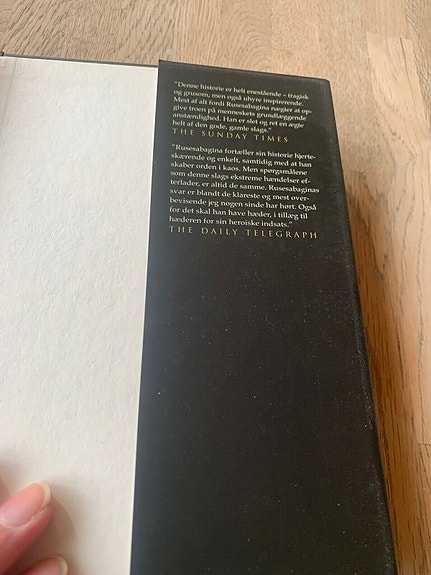 "Denne historie er helt enestående – tragisk
og grusom, men også uhyre inspirerende.
Mest af alt fordi Rusesabagina nægter at op-
give troen på menneskets grundlæggende
anstændighed. Han er slet og ret en ægte
helt af den gode, gamle slags."
THE SUNDAY TIMES
"Rusesabagina fortæller sin historie hjerte-
skærende og enkelt, samtidig med at han
skaber orden i kaos. Men spørgsmålene
som denne slags ekstreme hændelser ef-
terlader, er altid de samme. Rusesabaginas
svar er blandt de klareste og mest over-
bevisende jeg nogen sinde har hørt. Også
for det skal han have hæder, i tillæg til
hæderen for sin heroiske indsats."
THE DAILY TELEGRAPH